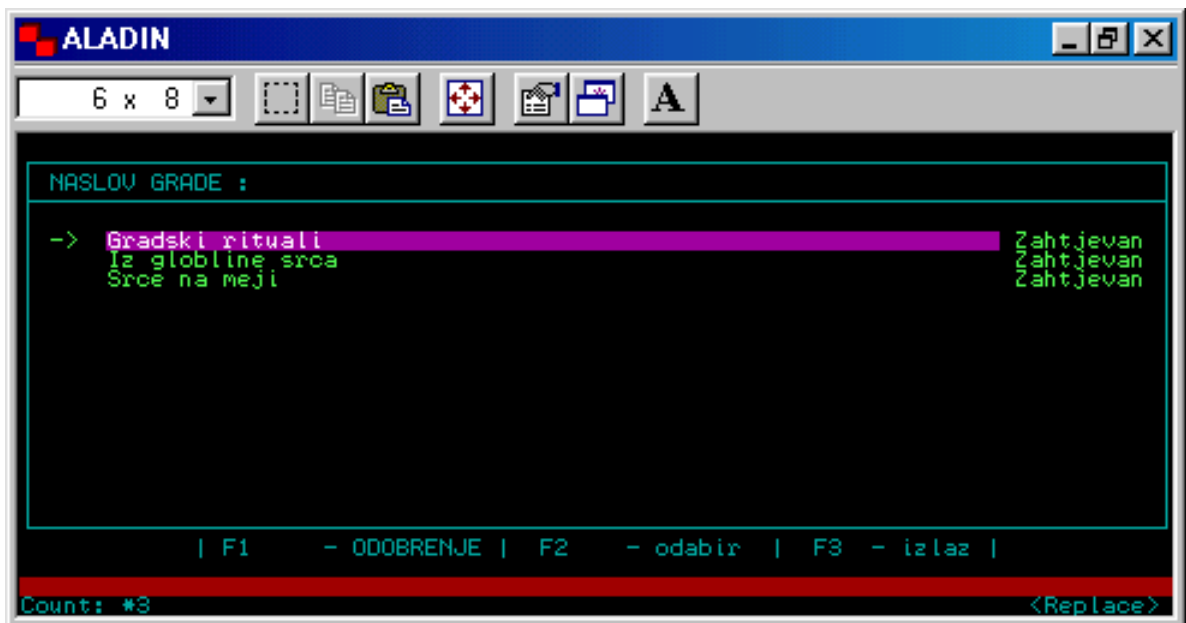 ALADIN
6 x 8 A
NASLOV GRADE :
-> Gradski rituali Zahtjevan
Iz globline srca Zahtjevan
Srce na meji Zahtjevan
| F1 - ODOBRENJE | F2 - odabir | F3 - izlaz |
Count: *3 <Replace>